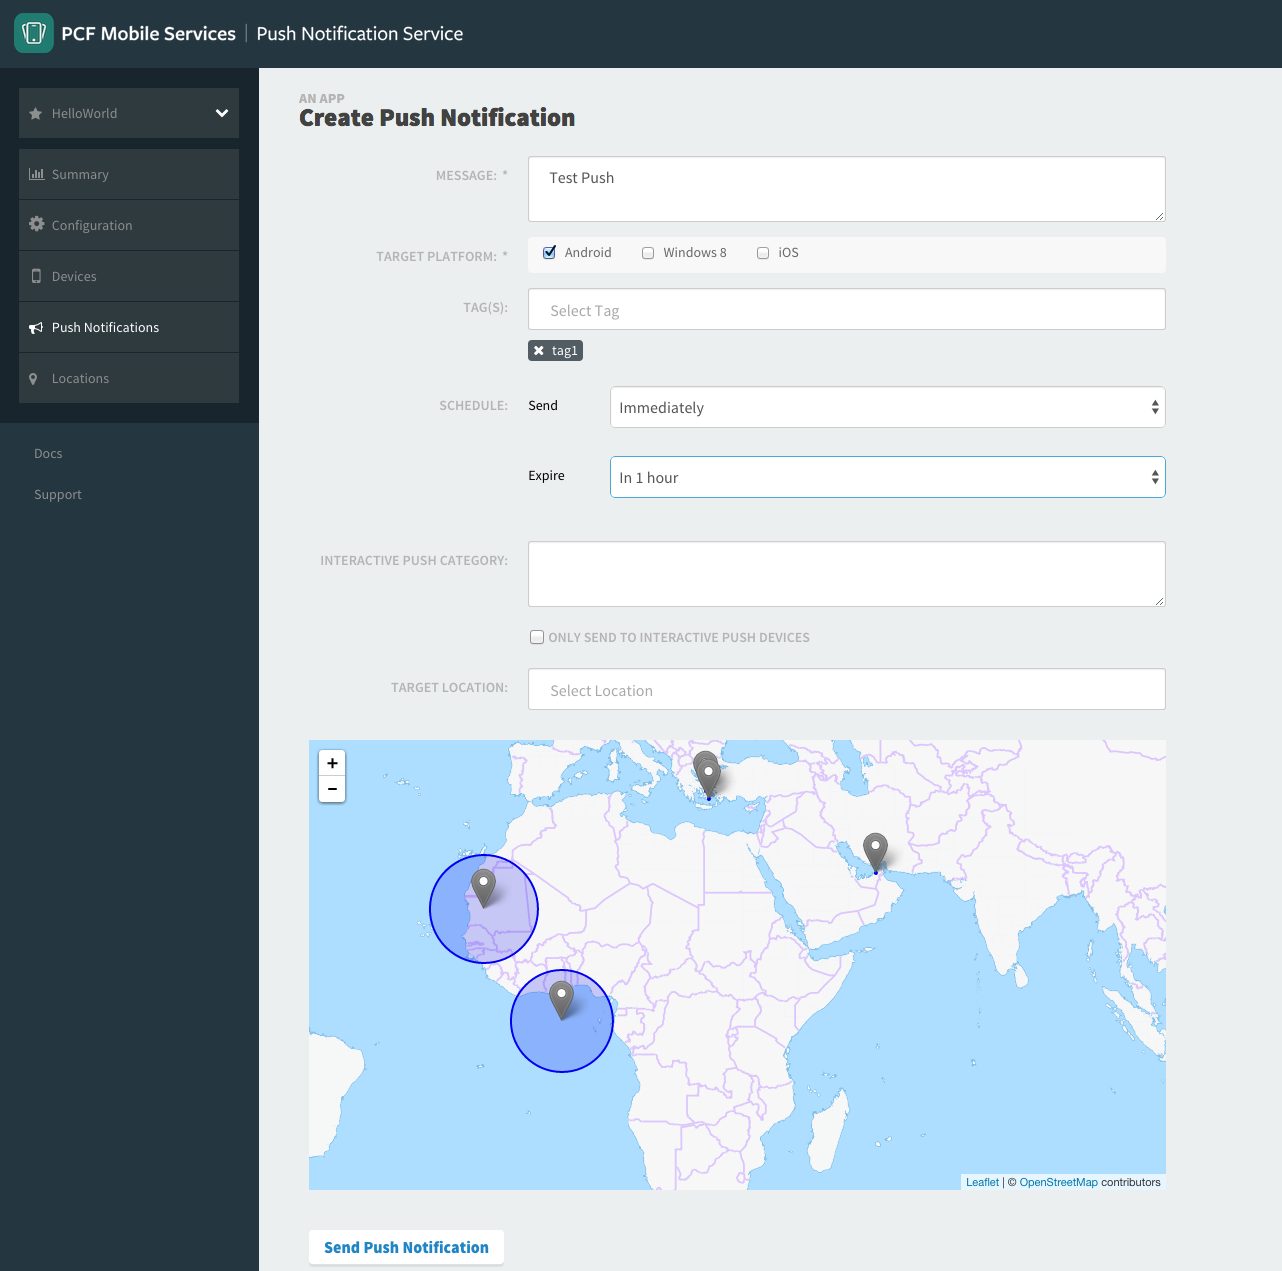 PCF Mobile Services | Push Notification Service
HelloWorld
Summary
Configuration
Devices
Push Notifications
Locations
Docs
Support
AN APP
Create Push Notification
MESSAGE: *
Test Push
TARGET PLATFORM: *
Android
Windows 8
iOS
TAG(S):
Select Tag
tag1
SCHEDULE:
Send
Immediately
Expire
In 1 hour
INTERACTIVE PUSH CATEGORY:
ONLY SEND TO INTERACTIVE PUSH DEVICES
TARGET LOCATION:
Select Location
+
−
Leaflet | © OpenStreetMap contributors
Send Push Notification